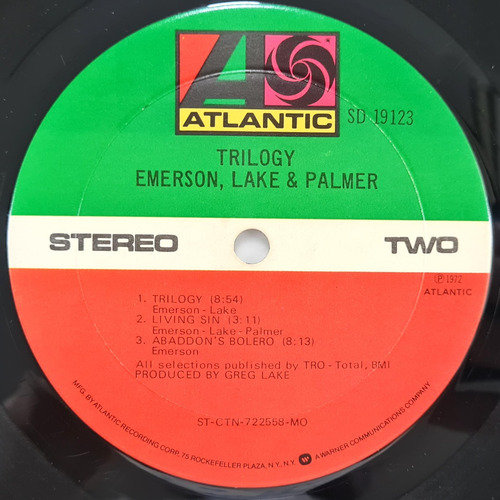 ATLANTIC
SD 19123
TRILOGY
EMERSON, LAKE & PALMER
STEREO
TWO
℗ 1972
ATLANTIC
1. TRILOGY (8:54)
Emerson - Lake
2. LIVING SIN (3:11)
Emerson - Lake - Palmer
3. ABADDON'S BOLERO (8:13)
Emerson
All selections published by TRO - Total, BMI
PRODUCED BY GREG LAKE
ST-CTN-722558-MO
MFG. BY ATLANTIC RECORDING CORP., 75 ROCKEFELLER PLAZA, N.Y., N.Y. A WARNER COMMUNICATIONS COMPANY